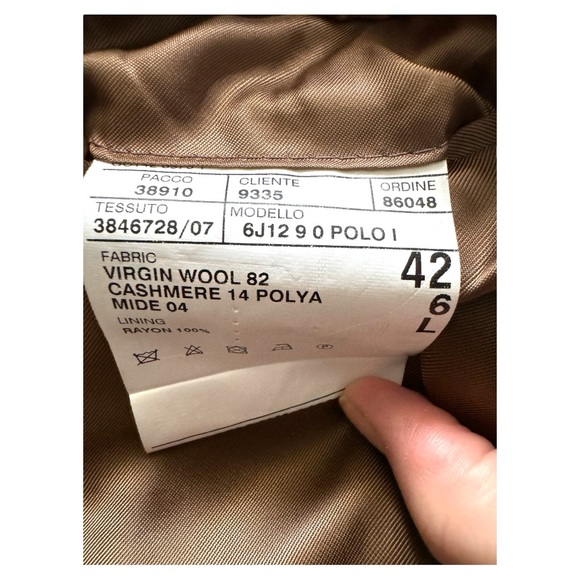 PACCO
38910
CLIENTE
9335
ORDINE
86048
TESSUTO
3846728/07
MODELLO
6J12 9 0 POLO I
FABRIC
VIRGIN WOOL 82
CASHMERE 14 POLYA
MIDE 04
LINING
RAYON 100%
42
6
L